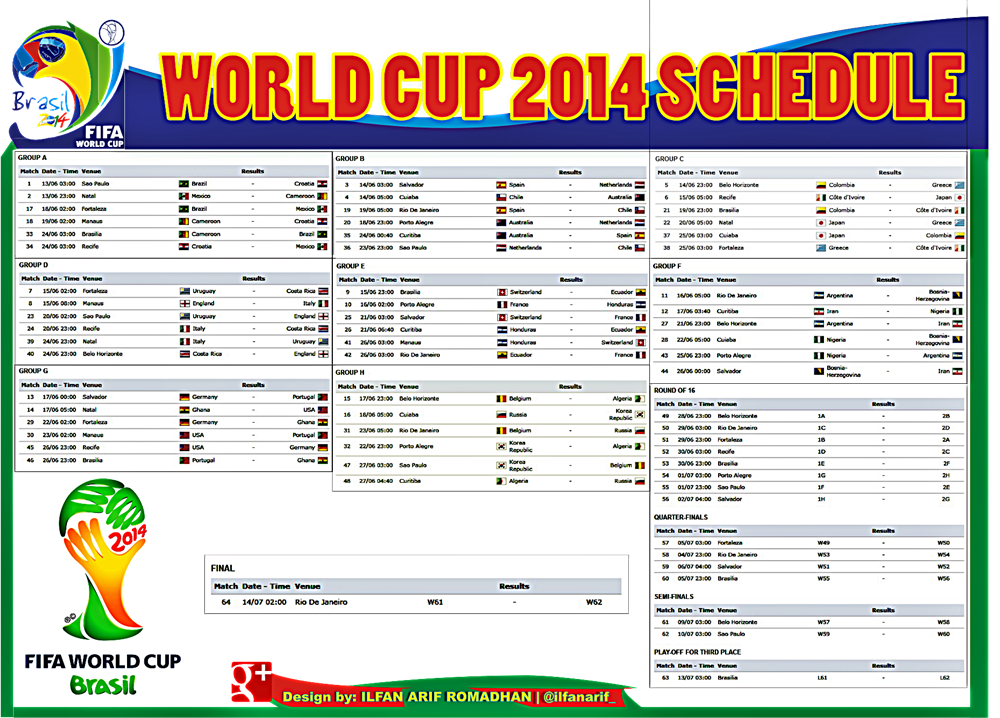 Brasil
2014
FIFA
WORLD CUP
WORLD CUP 2014 SCHEDULE
GROUP A
Match Date - Time Venue Results
1 13/06 03:00 Sao Paulo Brazil - Croatia
2 13/06 23:00 Natal Mexico - Cameroon
17 18/06 02:00 Fortaleza Brazil - Mexico
18 19/06 02:00 Manaus Cameroon - Croatia
33 24/06 03:00 Brasilia Cameroon - Brazil
34 24/06 03:00 Recife Croatia - Mexico
GROUP B
Match Date - Time Venue Results
3 14/06 03:00 Salvador Spain - Netherlands
4 14/06 05:00 Cuiaba Chile - Australia
19 19/06 05:00 Rio De Janeiro Spain - Chile
20 18/06 23:00 Porto Alegre Australia - Netherlands
35 24/06 00:40 Curitiba Australia - Spain
36 23/06 23:00 Sao Paulo Netherlands - Chile
GROUP C
Match Date - Time Venue Results
5 14/06 23:00 Belo Horizonte Colombia - Greece
6 15/06 05:00 Recife Côte d'Ivoire - Japan
21 19/06 23:00 Brasilia Colombia - Côte d'Ivoire
22 20/06 05:00 Natal Japan - Greece
37 25/06 03:00 Cuiaba Japan - Colombia
38 25/06 03:00 Fortaleza Greece - Côte d'Ivoire
GROUP D
Match Date - Time Venue Results
7 15/06 02:00 Fortaleza Uruguay - Costa Rica
8 15/06 08:00 Manaus England - Italy
23 20/06 02:00 Sao Paulo Uruguay - England
24 20/06 23:00 Recife Italy - Costa Rica
39 24/06 23:00 Natal Italy - Uruguay
40 24/06 23:00 Belo Horizonte Costa Rica - England
GROUP E
Match Date - Time Venue Results
9 15/06 23:00 Brasilia Switzerland - Ecuador
10 16/06 02:00 Porto Alegre France - Honduras
25 21/06 03:00 Salvador Switzerland - France
26 21/06 06:40 Curitiba Honduras - Ecuador
41 26/06 03:00 Manaus Honduras - Switzerland
42 26/06 03:00 Rio De Janeiro Ecuador - France
GROUP F
Match Date - Time Venue Results
11 16/06 05:00 Rio De Janeiro Argentina - Bosnia-
Herzegovina
12 17/06 03:40 Curitiba Iran - Nigeria
27 21/06 23:00 Belo Horizonte Argentina - Iran
28 22/06 05:00 Cuiaba Nigeria - Bosnia-
Herzegovina
43 25/06 23:00 Porto Alegre Nigeria - Argentina
44 26/06 00:00 Salvador Bosnia- - Iran
Herzegovina
GROUP G
Match Date - Time Venue Results
13 17/06 00:00 Salvador Germany - Portugal
14 17/06 05:00 Natal Ghana - USA
29 22/06 02:00 Fortaleza Germany - Ghana
30 23/06 02:00 Manaus USA - Portugal
45 26/06 23:00 Recife USA - Germany
46 26/06 23:00 Brasilia Portugal - Ghana
GROUP H
Match Date - Time Venue Results
15 17/06 23:00 Belo Horizonte Belgium - Algeria
16 18/06 05:00 Cuiaba Russia - Korea
Republic
31 23/06 05:00 Rio De Janeiro Belgium - Russia
32 22/06 23:00 Porto Alegre Korea - Algeria
Republic
47 27/06 03:00 Sao Paulo Korea - Belgium
Republic
48 27/06 04:40 Curitiba Algeria - Russia
ROUND OF 16
Match Date - Time Venue Results
49 28/06 23:00 Belo Horizonte 1A - 2B
50 29/06 03:00 Rio De Janeiro 1C - 2D
51 29/06 23:00 Fortaleza 1B - 2A
52 30/06 03:00 Recife 1D - 2C
53 30/06 23:00 Brasilia 1E - 2F
54 01/07 03:00 Porto Alegre 1G - 2H
55 01/07 23:00 Sao Paulo 1F - 2E
56 02/07 04:00 Salvador 1H - 2G
QUARTER-FINALS
Match Date - Time Venue Results
57 05/07 03:00 Fortaleza W49 - W50
58 04/07 23:00 Rio De Janeiro W53 - W54
59 06/07 04:00 Salvador W51 - W52
60 05/07 23:00 Brasilia W55 - W56
SEMI-FINALS
Match Date - Time Venue Results
61 09/07 03:00 Belo Horizonte W57 - W58
62 10/07 03:00 Sao Paulo W59 - W60
PLAY-OFF FOR THIRD PLACE
Match Date - Time Venue Results
63 13/07 03:00 Brasilia L61 - L62
FINAL
Match Date - Time Venue Results
64 14/07 02:00 Rio De Janeiro W61 - W62
2014
FIFA WORLD CUP
Brasil
g+
Design by: ILFAN ARIF ROMADHAN | @ilfanarif_